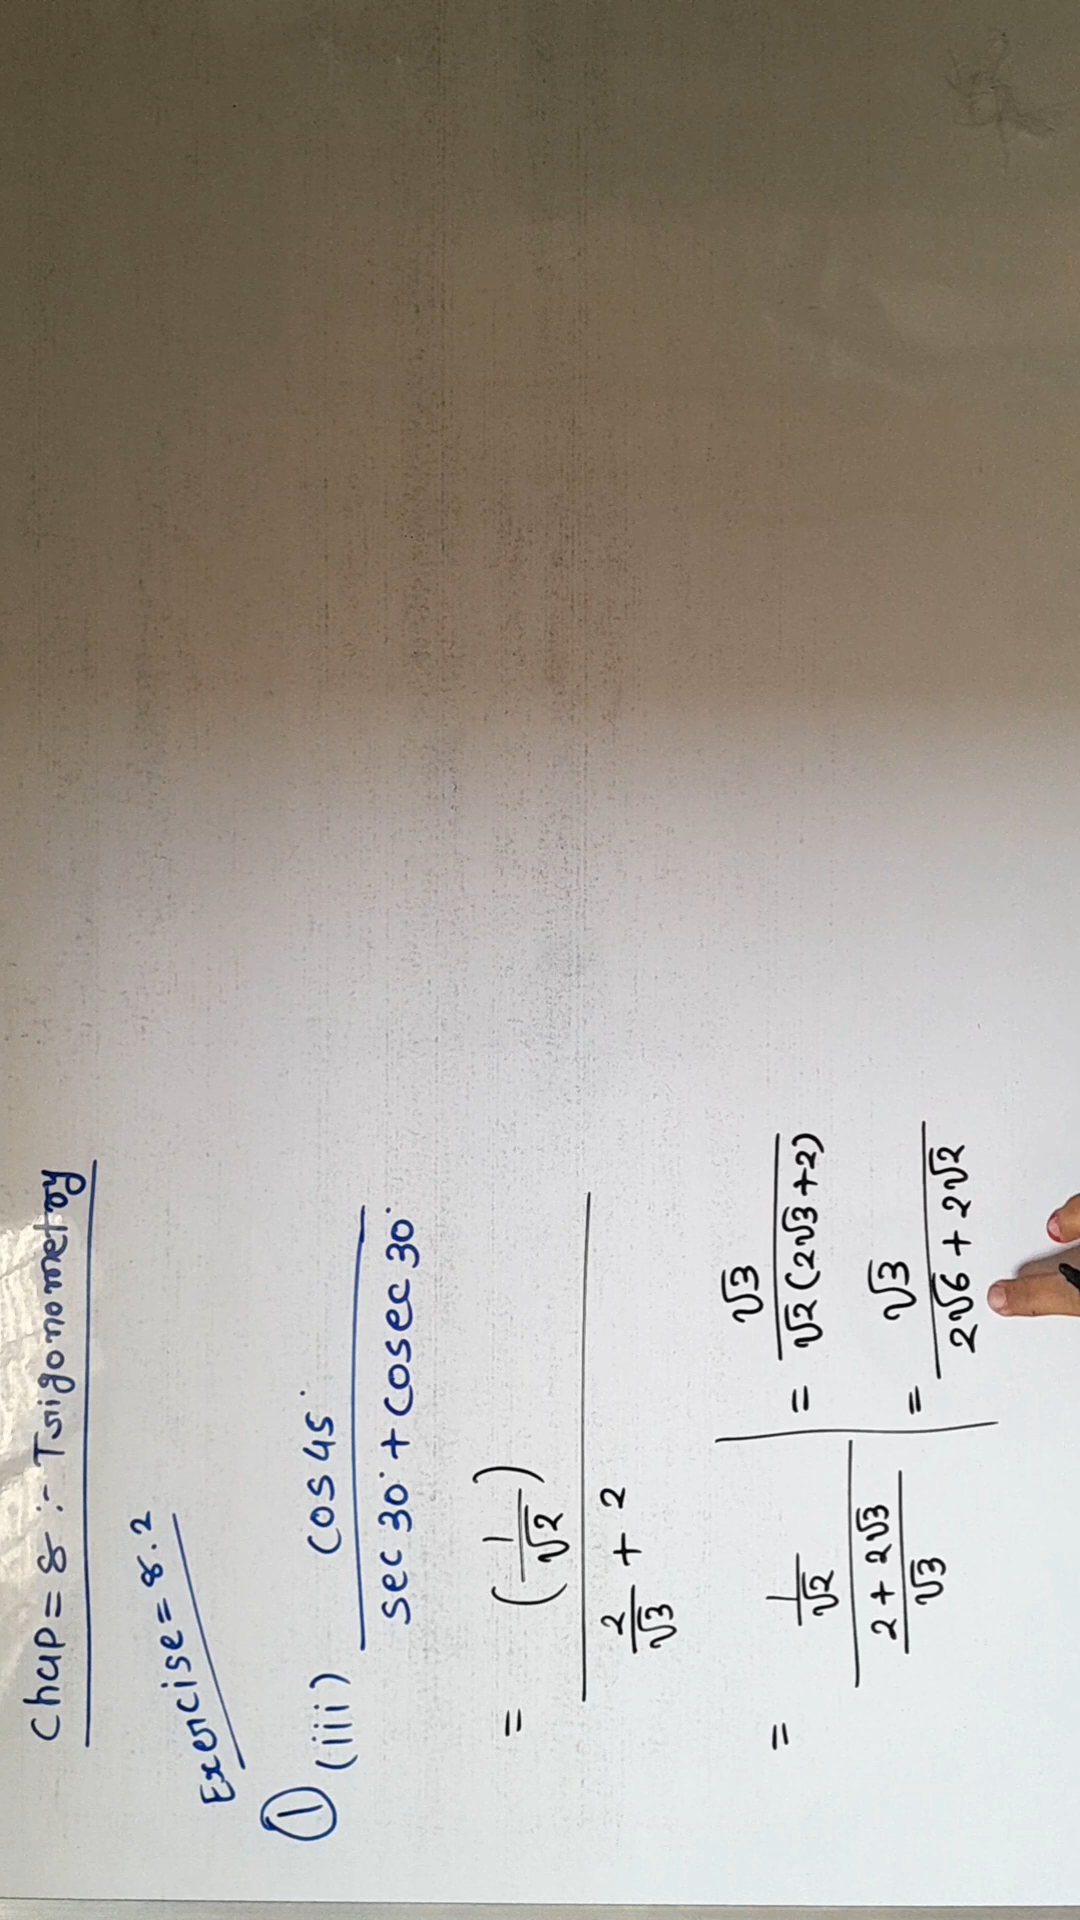 Chap = 8 :- Trigonometry
Exercise = 8.2
① (iii) cos 45°
sec 30° + cosec 30°
= (1/√2)
2/√3 + 2
= 1/√2
2 + 2√3
√3
= √3
√2 (2√3 + 2)
= √3
2√6 + 2√2